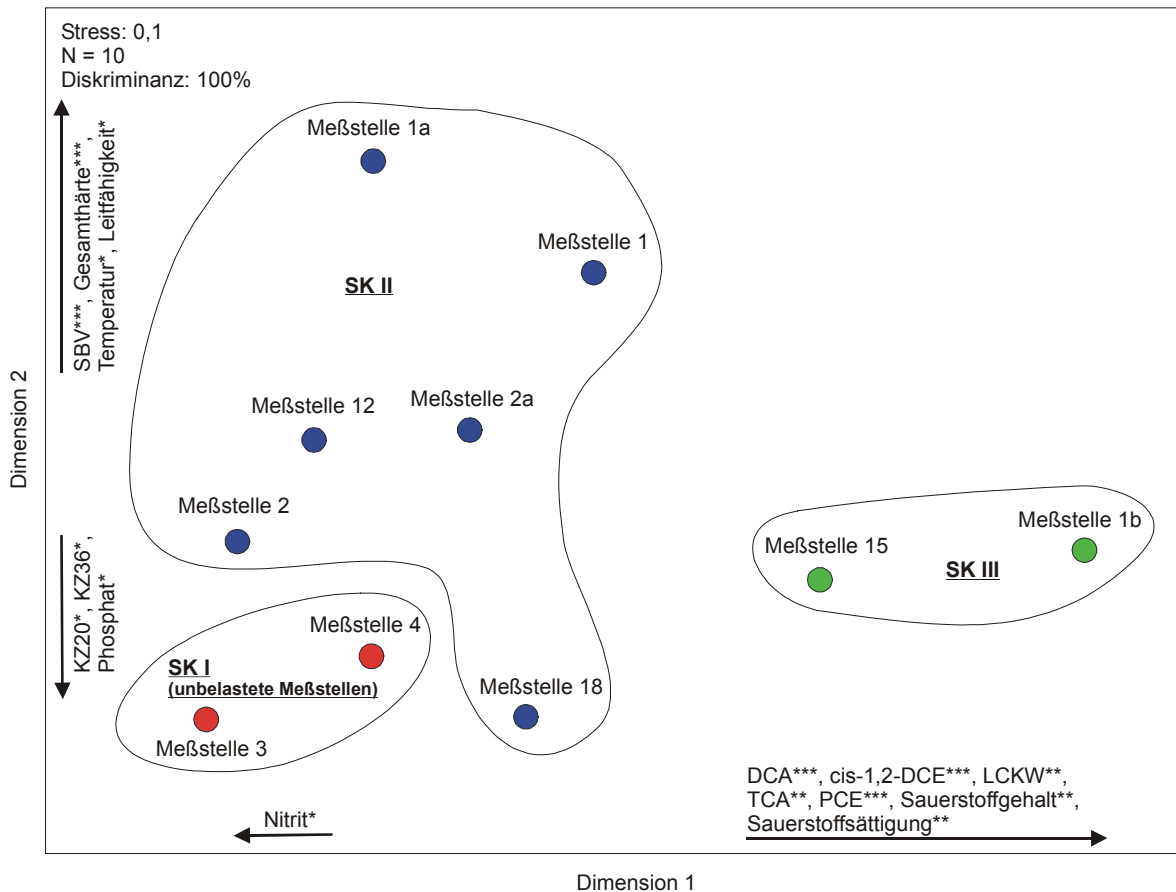 Stress: 0,1
N = 10
Diskriminanz: 100%
SBV***, Gesamthärte***,
Temperatur*, Leitfähigkeit*
Meßstelle 1a
Meßstelle 1
SK II
Meßstelle 12
Meßstelle 2a
Dimension 2
Meßstelle 2
Meßstelle 1b
Meßstelle 15
SK III
KZ20*, KZ36*,
Phosphat*
Meßstelle 4
SK I
(unbelastete Meßstellen)
Meßstelle 18
Meßstelle 3
DCA***, cis-1,2-DCE***, LCKW**,
TCA**, PCE***, Sauerstoffgehalt**,
Sauerstoffsättigung**
Nitrit*
Dimension 1